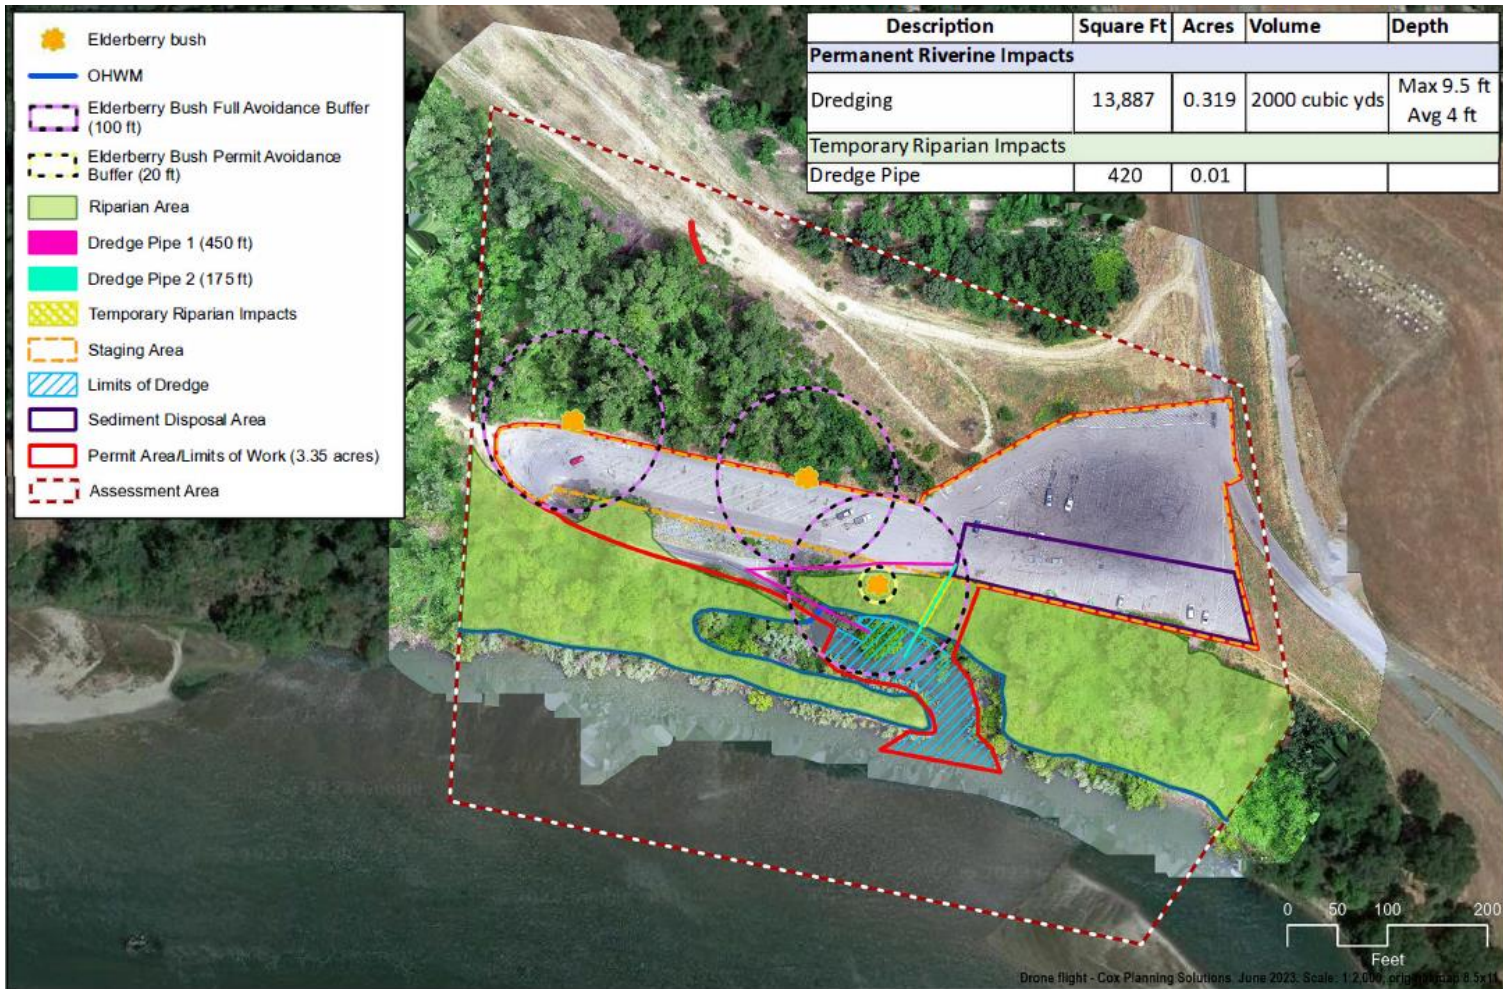 Elderberry bush
OHWM
Elderberry Bush Full Avoidance Buffer
(100 ft)
Elderberry Bush Permit Avoidance
Buffer (20 ft)
Riparian Area
Dredge Pipe 1 (450 ft)
Dredge Pipe 2 (175 ft)
Temporary Riparian Impacts
Staging Area
Limits of Dredge
Sediment Disposal Area
Permit Area/Limits of Work (3.35 acres)
Assessment Area
Description Square Ft Acres Volume Depth
Permanent Riverine Impacts
Dredging 13,887 0.319 2000 cubic yds Max 9.5 ft
Avg 4 ft
Temporary Riparian Impacts
Dredge Pipe 420 0.01
0 50 100 200
Feet
Drone flight - Cox Planning Solutions, June 2023. Scale: 1:2,000, 8.5x11